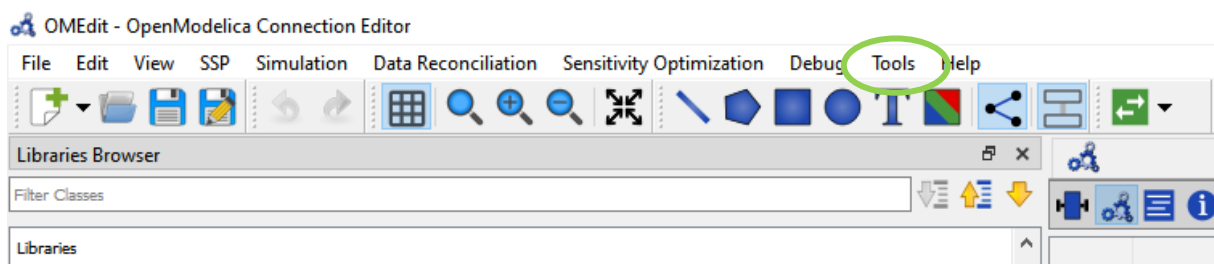 OMEdit - OpenModelica Connection Editor
File Edit View SSP Simulation Data Reconciliation Sensitivity Optimization Debug Tools Help
T
Libraries Browser
Filter Classes
Libraries